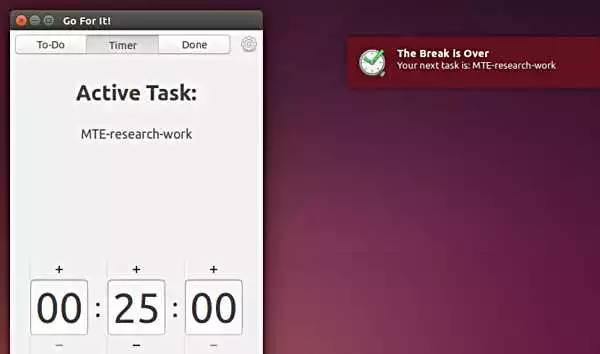 Go For It!
To-Do Timer Done
The Break Is Over
Your next task is: MTE-research-work
Active Task:
MTE-research-work
+ + +
00 : 25 : 00
− − −